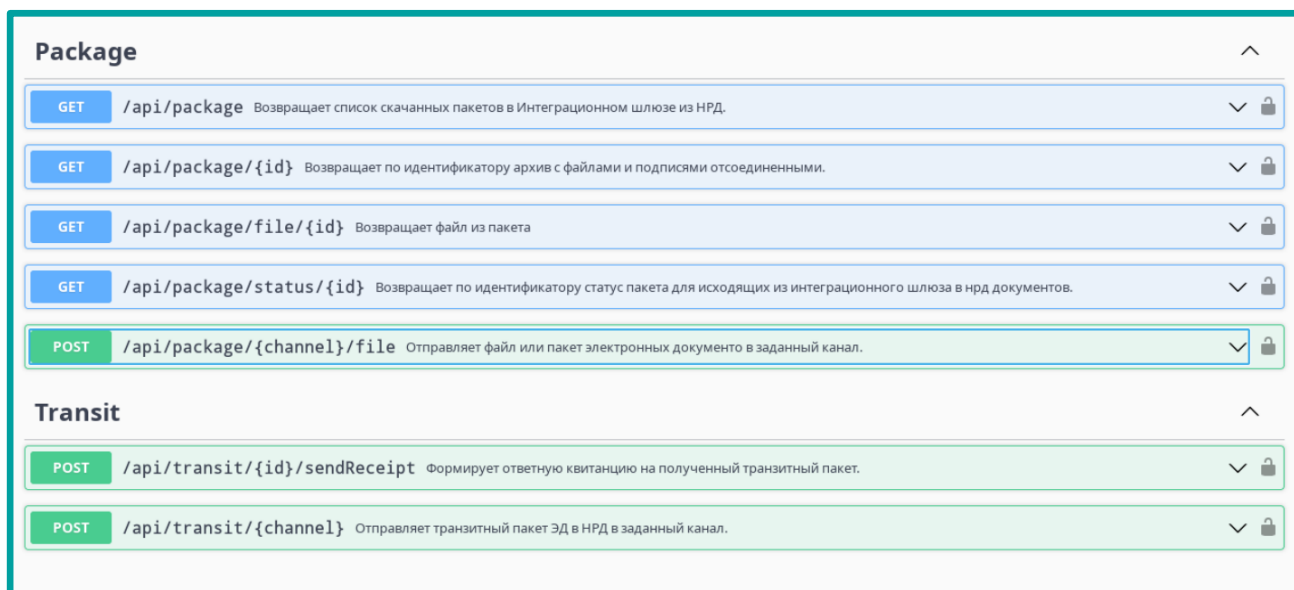 Package
GET /api/package Возвращает список скачанных пакетов в Интеграционном шлюзе из НРД.
GET /api/package/{id} Возвращает по идентификатору архив с файлами и подписями отсоединенными.
GET /api/package/file/{id} Возвращает файл из пакета
GET /api/package/status/{id} Возвращает по идентификатору статус пакета для исходящих из интеграционного шлюза в нрд документов.
POST /api/package/{channel}/file Отправляет файл или пакет электронных документо в заданный канал.
Transit
POST /api/transit/{id}/sendReceipt Формирует ответную квитанцию на полученный транзитный пакет.
POST /api/transit/{channel} Отправляет транзитный пакет ЭД в НРД в заданный канал.